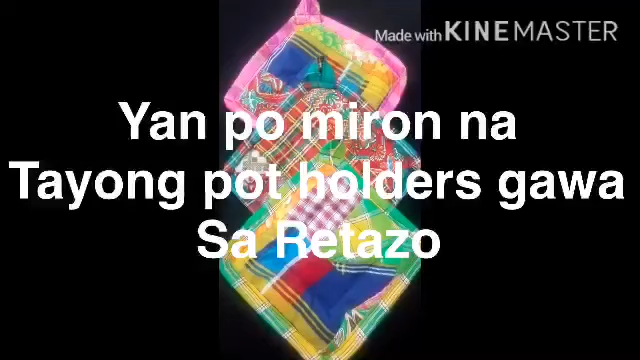 Made with KINEMASTER
Yan po miron na
Tayong pot holders gawa
Sa Retazo